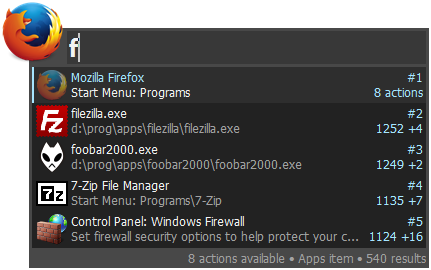 f
Mozilla Firefox #1
Start Menu: Programs 8 actions
FZ
filezilla.exe #2
d:\prog\apps\filezilla\filezilla.exe 1252 +4
foobar2000.exe #3
d:\prog\apps\foobar2000\foobar2000.exe 1249 +2
7z
7-Zip File Manager #4
Start Menu: Programs\7-Zip 1135 +7
Control Panel: Windows Firewall #5
Set firewall security options to help protect your c... 1124 +16
8 actions available • Apps item • 540 results